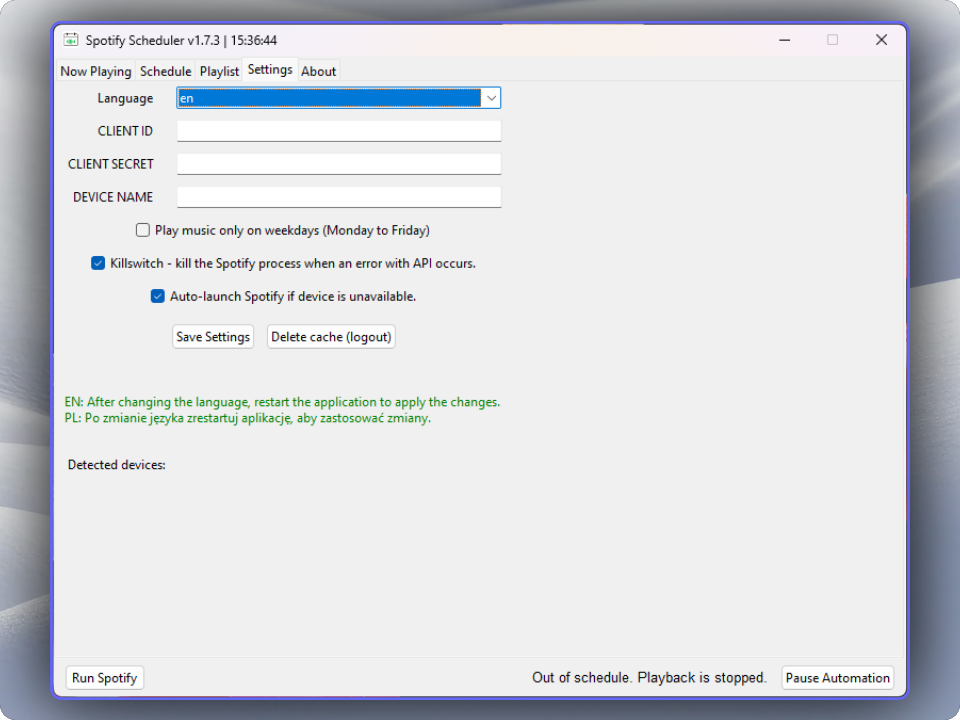 Spotify Scheduler v1.7.3 | 15:36:44
Now Playing Schedule Playlist Settings About
Language en
CLIENT ID
CLIENT SECRET
DEVICE NAME
Play music only on weekdays (Monday to Friday)
Killswitch - kill the Spotify process when an error with API occurs.
Auto-launch Spotify if device is unavailable.
Save Settings Delete cache (logout)
EN: After changing the language, restart the application to apply the changes.
PL: Po zmianie języka zrestartuj aplikację, aby zastosować zmiany.
Detected devices:
Run Spotify Out of schedule. Playback is stopped. Pause Automation